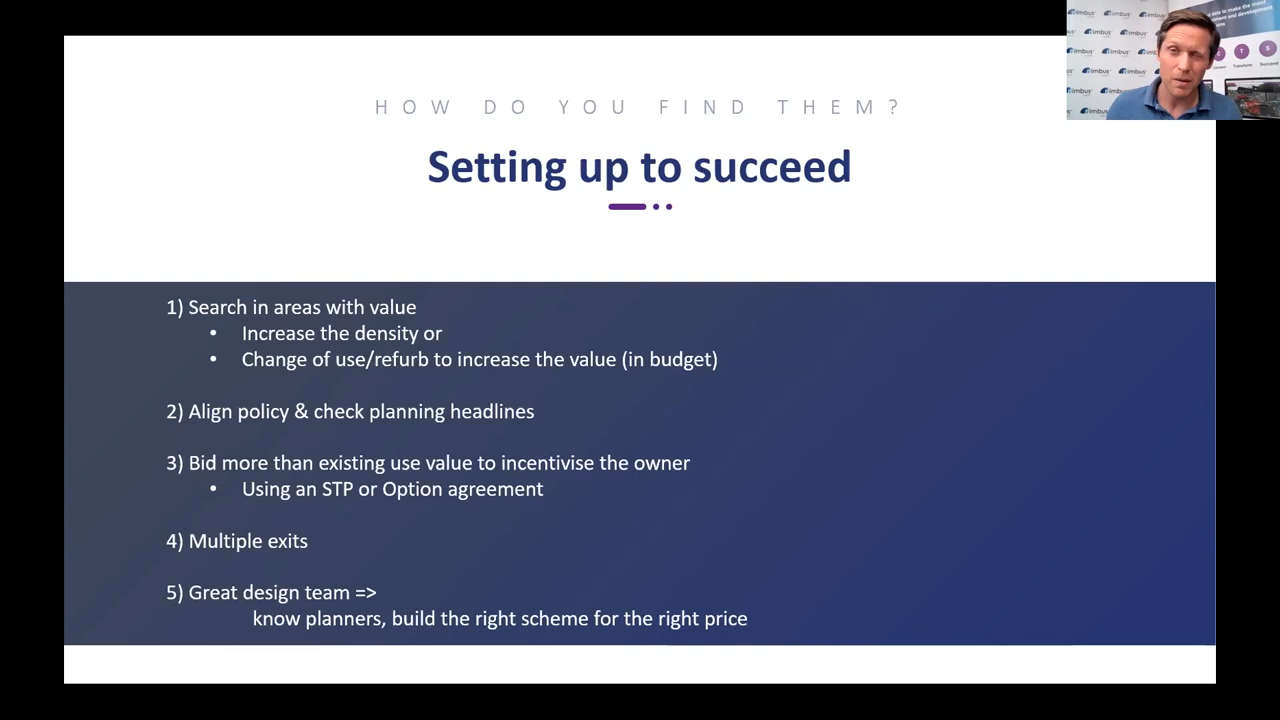 HOW DO YOU FIND THEM?
Setting up to succeed
1) Search in areas with value
• Increase the density or
• Change of use/refurb to increase the value (in budget)
2) Align policy & check planning headlines
3) Bid more than existing use value to incentivise the owner
• Using an STP or Option agreement
4) Multiple exits
5) Great design team =>
know planners, build the right scheme for the right price